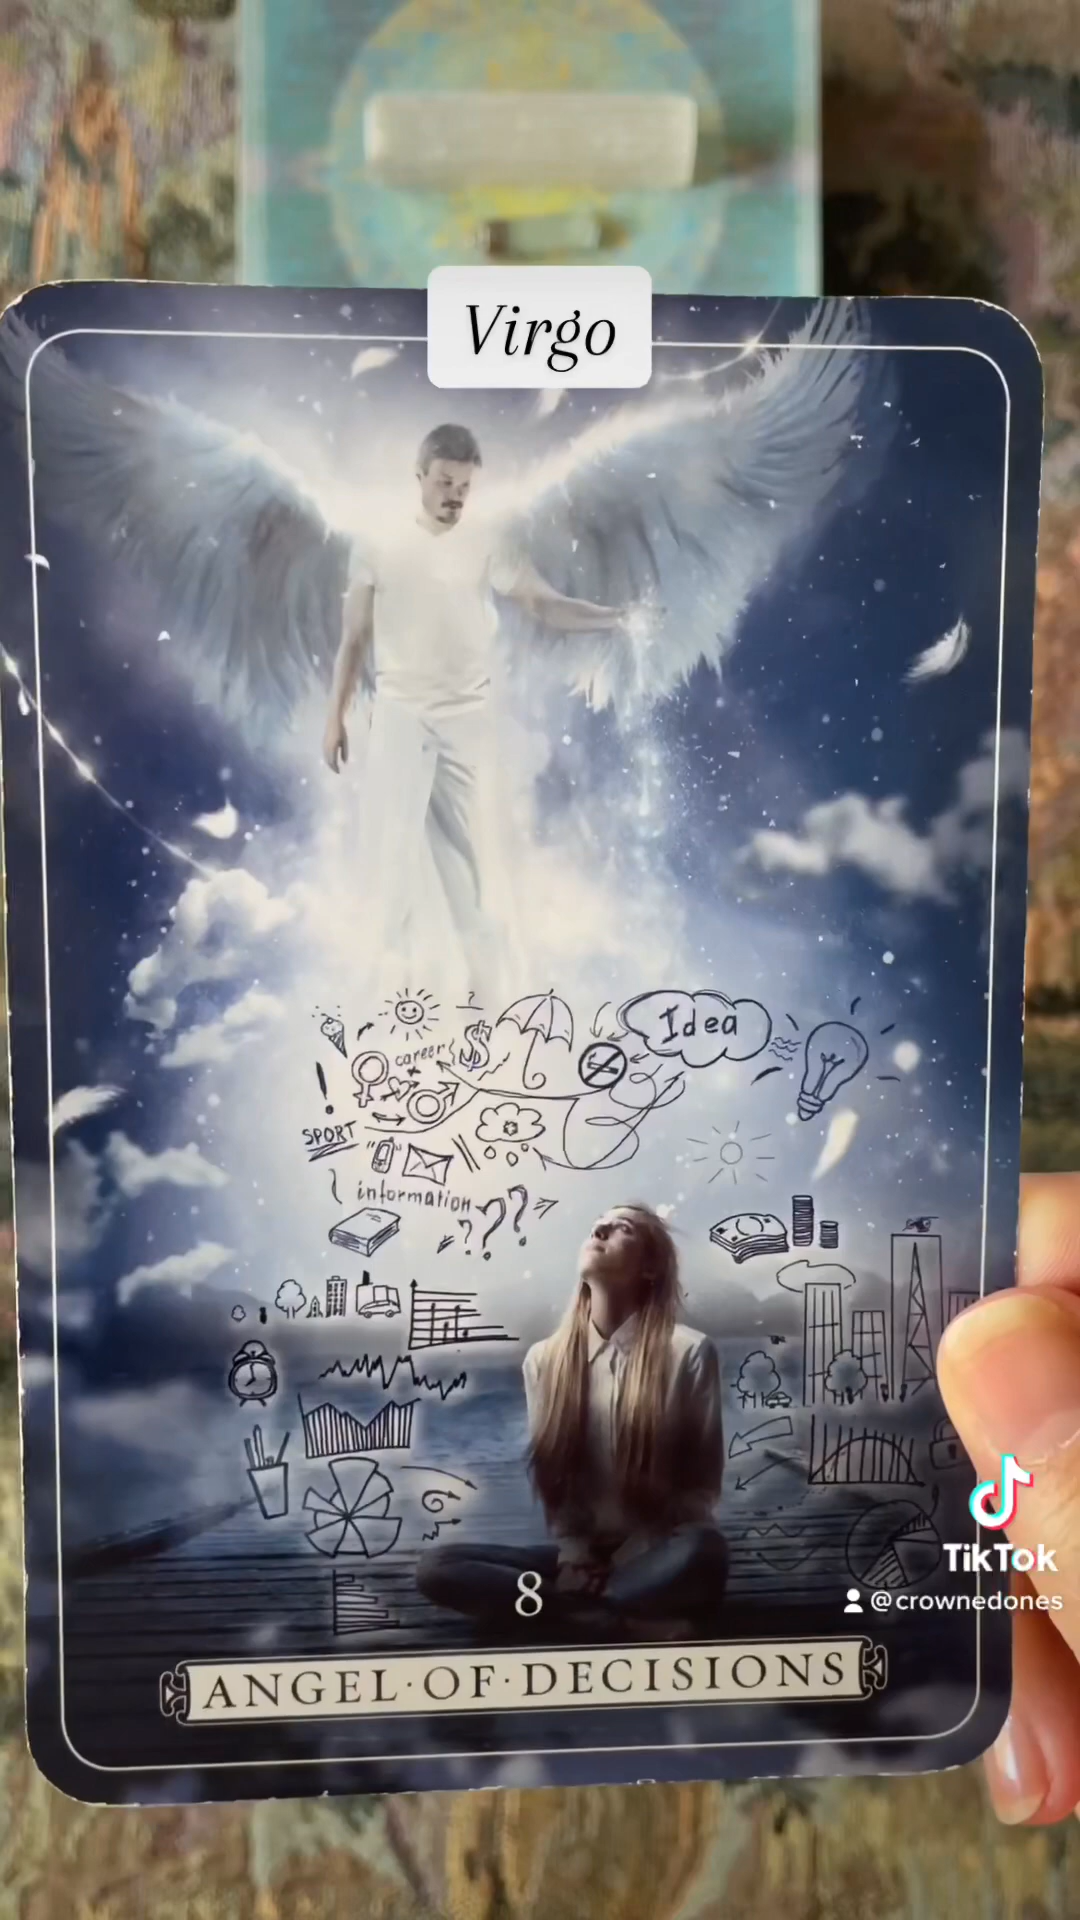 Virgo
Idea
career
$
!
SPORT
information
???
8
ANGEL·OF·DECISIONS
TikTok
@crownedones